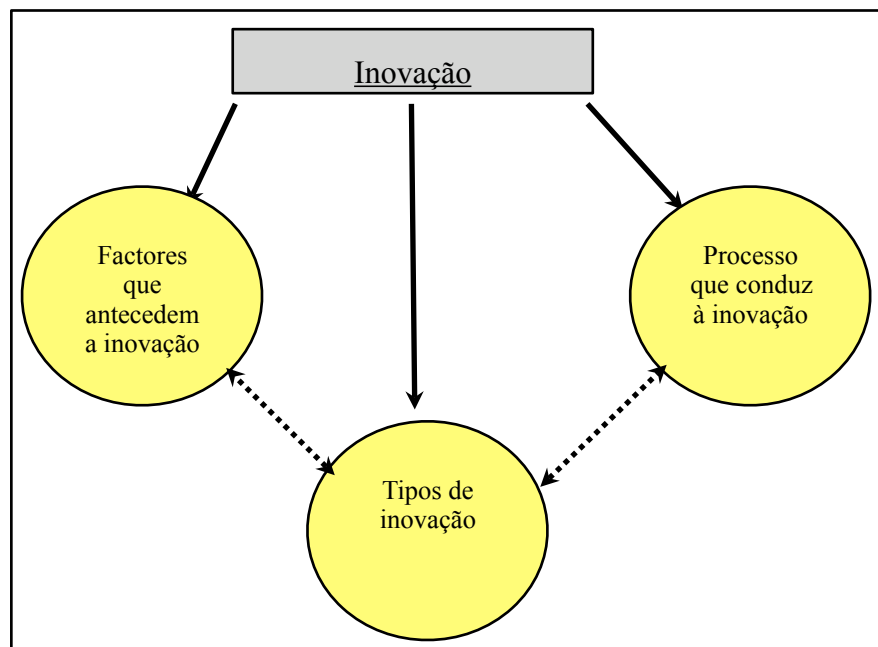 Inovação
Factores
que
antecedem
a inovação
Processo
que conduz
à inovação
Tipos de
inovação